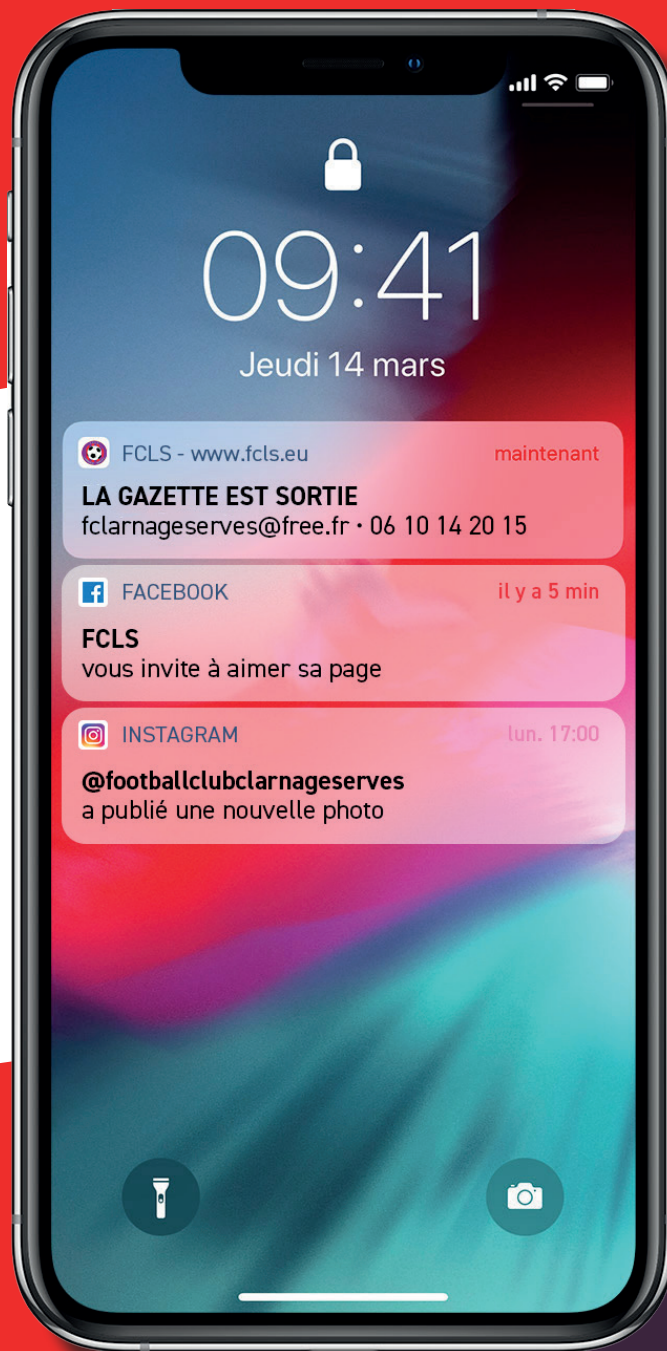 09:41
Jeudi 14 mars
FCLS - www.fcls.eu maintenant
LA GAZETTE EST SORTIE
fclarnageserves@free.fr • 06 10 14 20 15
FACEBOOK il y a 5 min
FCLS
vous invite à aimer sa page
INSTAGRAM lun. 17:00
@footballclubclarnageserves
a publié une nouvelle photo